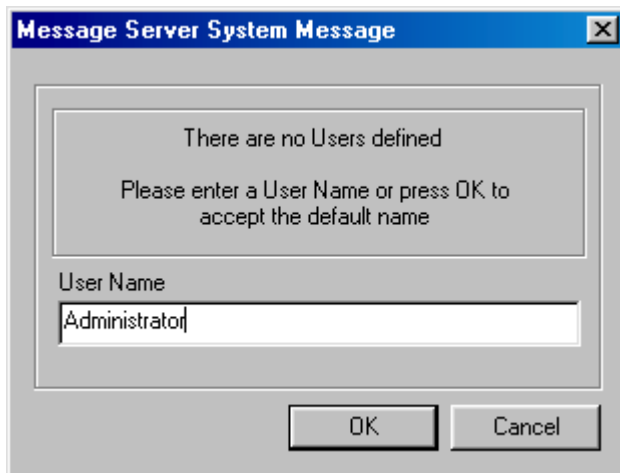 Message Server System Message
There are no Users defined
Please enter a User Name or press OK to
accept the default name
User Name
Administrator
OK
Cancel